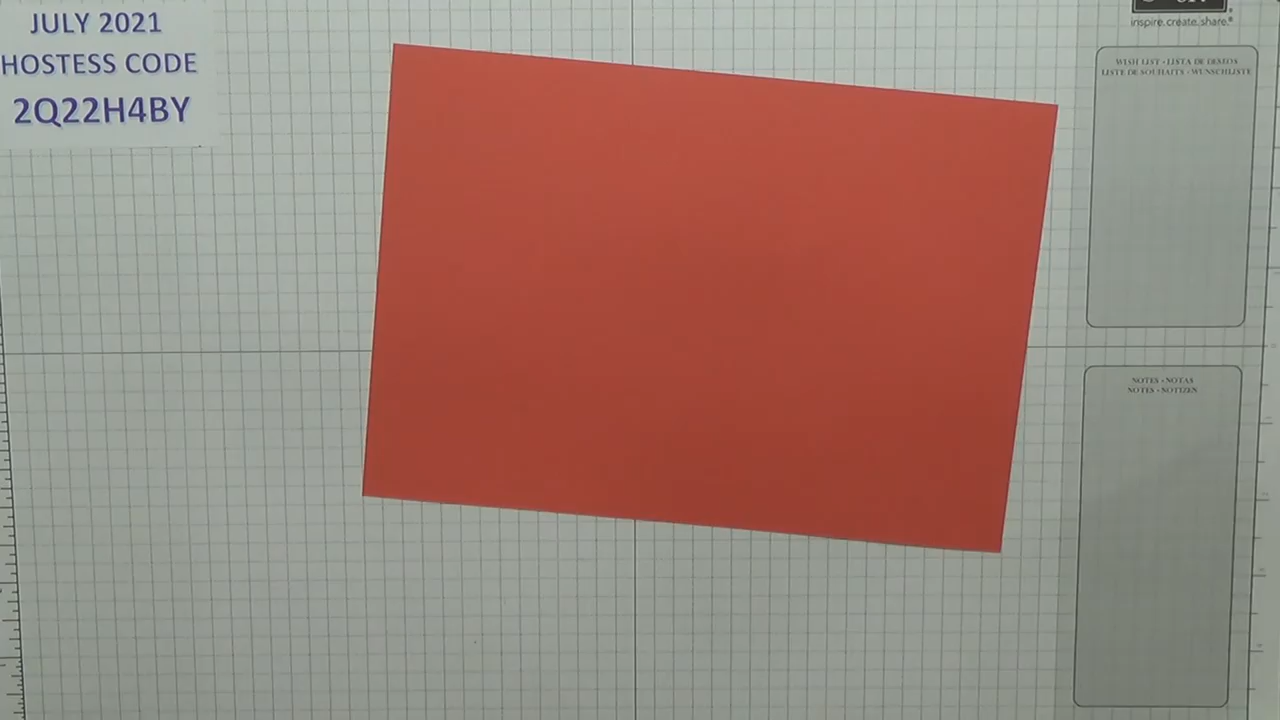 JULY 2021
HOSTESS CODE
2Q22H4BY
inspire.create.share.®
WISH LIST • LISTA DE DESEOS
LISTE DE SOUHAITS • WUNSCHLISTE
NOTES • NOTAS
NOTES • NOTIZEN